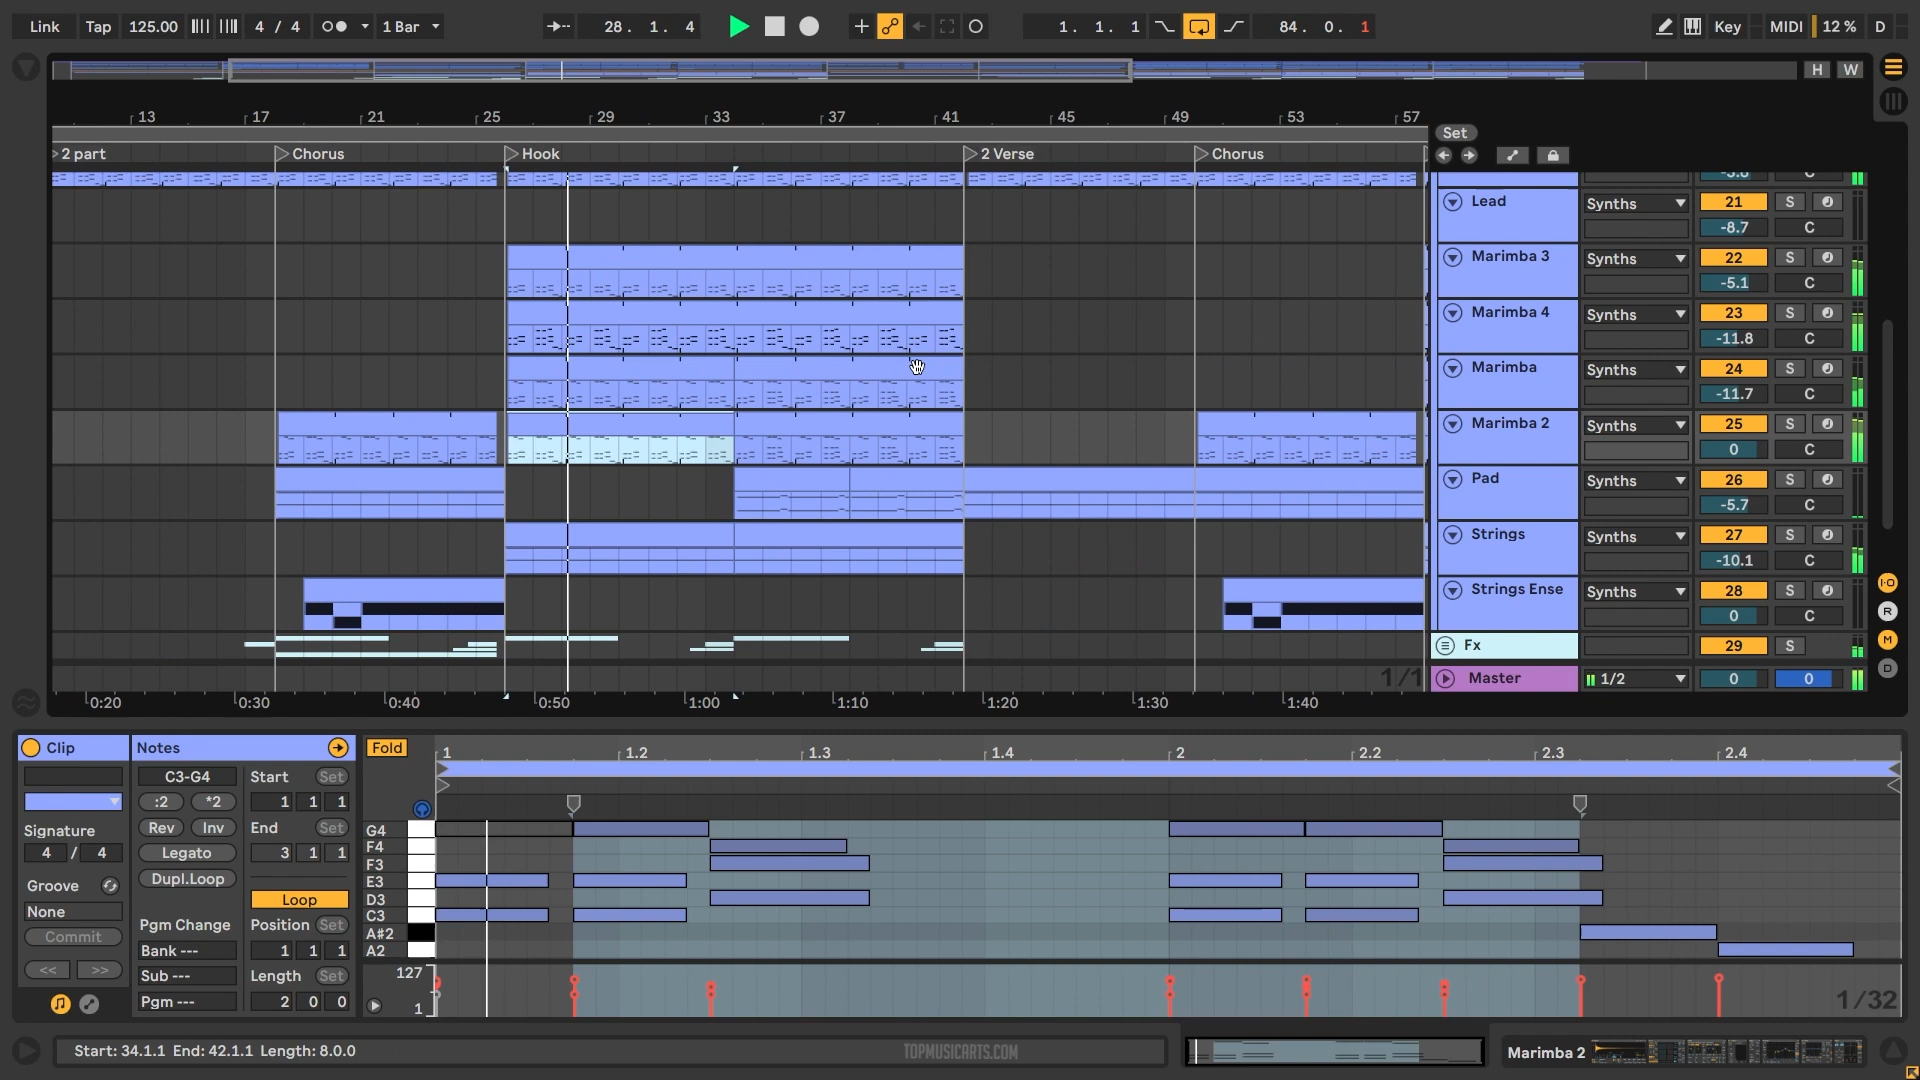 Link Tap 125.00 4 / 4 1 Bar 28. 1. 4 1. 1. 1 84. 0. 1 Key MIDI 12 % D
H W
13 17 21 25 29 33 37 41 45 49 53 57
Set
2 part Chorus Hook 2 Verse Chorus
Lead Synths 21 S
-8.7 C
Marimba 3 Synths 22 S
-5.1 C
Marimba 4 Synths 23 S
-11.8 C
Marimba Synths 24 S
-11.7 C
Marimba 2 Synths 25 S
0 C
Pad Synths 26 S
-5.7 C
Strings Synths 27 S
-10.1 C
Strings Ense Synths 28 S
0 C
Fx 29 S
1/1 Master 1/2 0 0
I·O
R
M
D
0:20 0:30 0:40 0:50 1:00 1:10 1:20 1:30 1:40
Clip Notes Fold 1 1.2 1.3 1.4 2 2.2 2.3 2.4
C3-G4 Start Set
:2 *2 1 1 1
Signature Rev Inv End Set
4 / 4 Legato 3 1 1
Groove Dupl.Loop
None Loop
Commit Pgm Change Position Set
Bank --- 1 1 1
<< >> Sub --- Length Set
Pgm --- 2 0 0
G4
F4
F3
E3
D3
C3
A#2
A2
127
1 1/32
Start: 34.1.1 End: 42.1.1 Length: 8.0.0 TOPMUSICARTS.COM Marimba 2